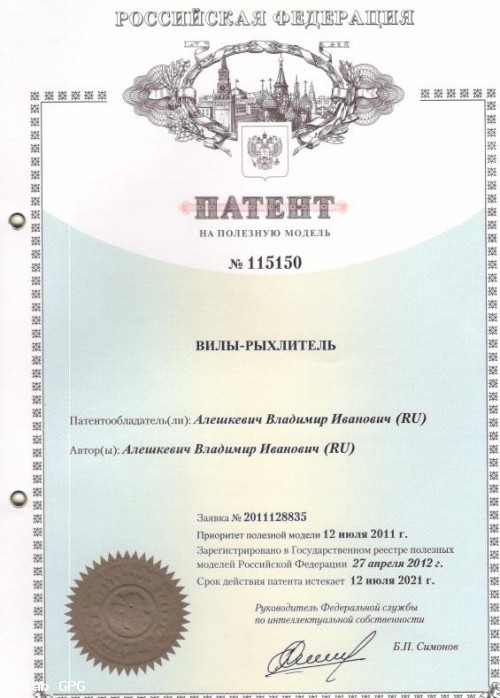 РОССИЙСКАЯ ФЕДЕРАЦИЯ
ПАТЕНТ
НА ПОЛЕЗНУЮ МОДЕЛЬ
№ 115150
ВИЛЫ-РЫХЛИТЕЛЬ
Патентообладатель(ли): Алешкевич Владимир Иванович (RU)
Автор(ы): Алешкевич Владимир Иванович (RU)
Заявка № 2011128835
Приоритет полезной модели 12 июля 2011 г.
Зарегистрировано в Государственном реестре полезных
моделей Российской Федерации 27 апреля 2012 г.
Срок действия патента истекает 12 июля 2021 г.
Руководитель Федеральной службы
по интеллектуальной собственности
Б.П. Симонов
GPG